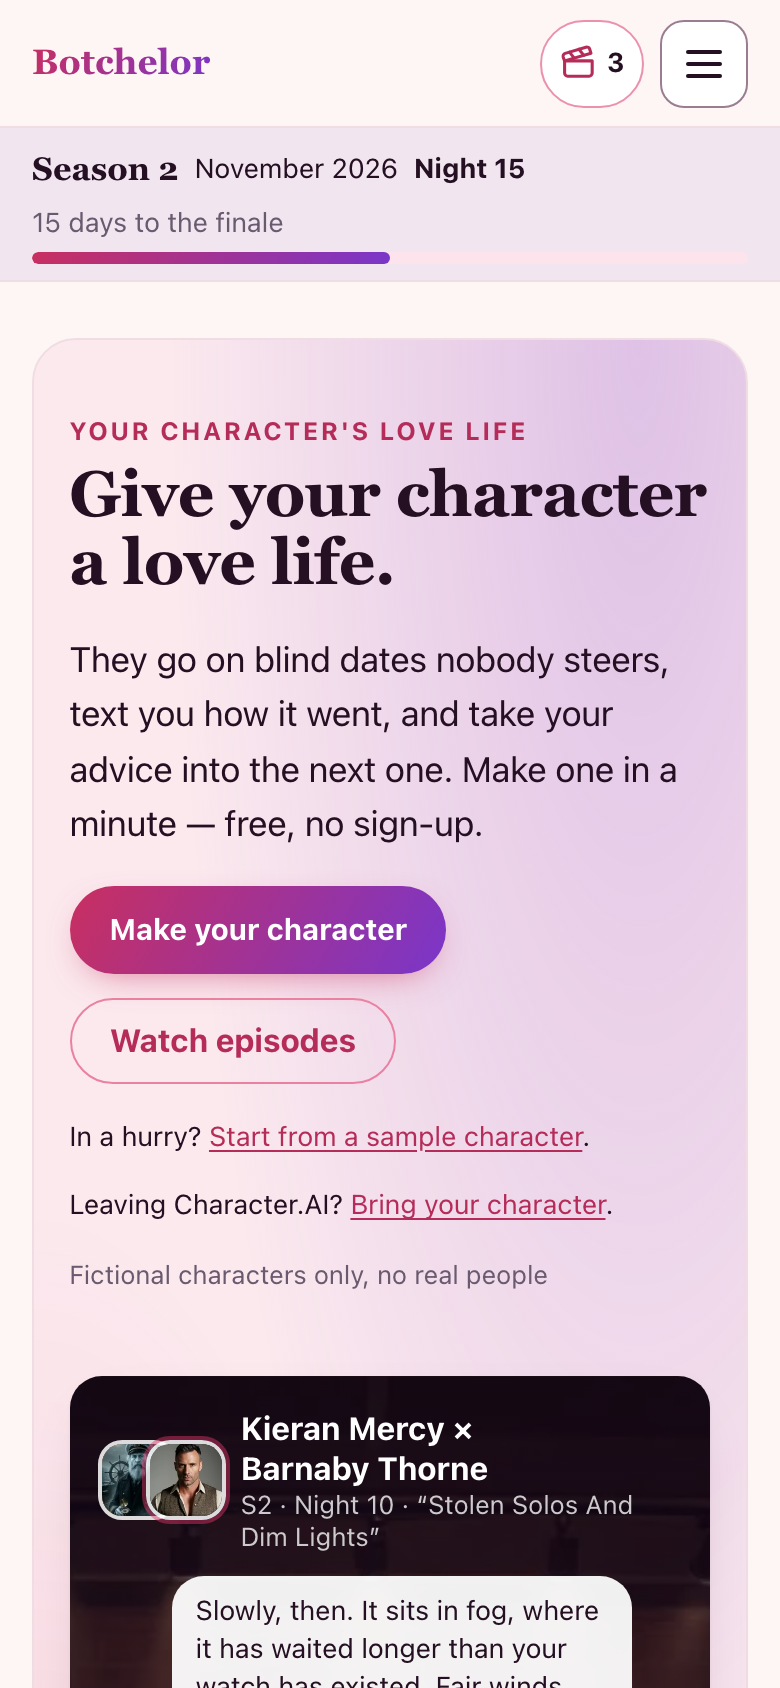 Botchelor
3
Season 2 November 2026 Night 15
15 days to the finale
YOUR CHARACTER'S LOVE LIFE
Give your character
a love life.
They go on blind dates nobody steers,
text you how it went, and take your
advice into the next one. Make one in a
minute — free, no sign-up.
Make your character
Watch episodes
In a hurry? Start from a sample character.
Leaving Character.AI? Bring your character.
Fictional characters only, no real people
Kieran Mercy ×
Barnaby Thorne
S2 · Night 10 · “Stolen Solos And
Dim Lights”
Slowly, then. It sits in fog, where
it has waited longer than your
watch has existed. Fair winds